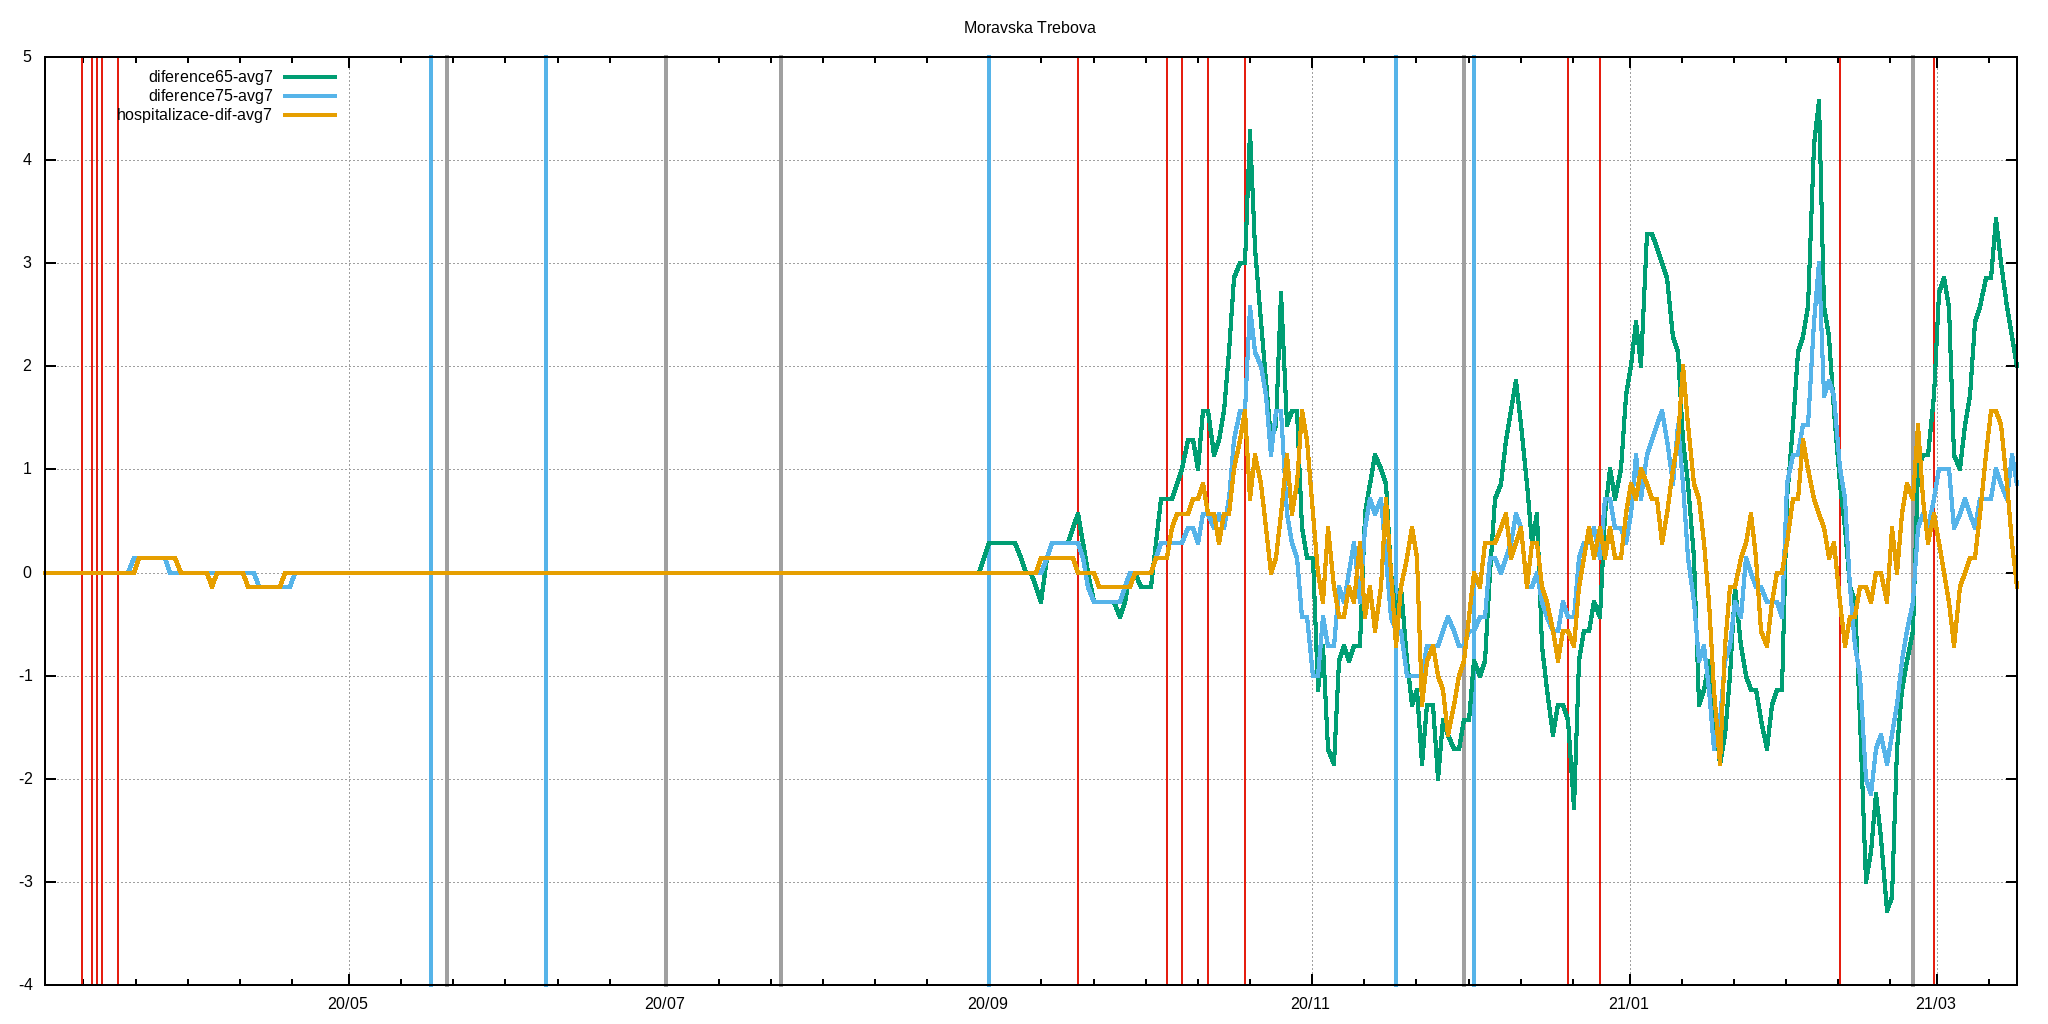 Moravska Trebova
5
diference65-avg7
diference75-avg7
hospitalizace-dif-avg7
4
3
2
1
0
-1
-2
-3
-4
20/05 20/07 20/09 20/11 21/01 21/03